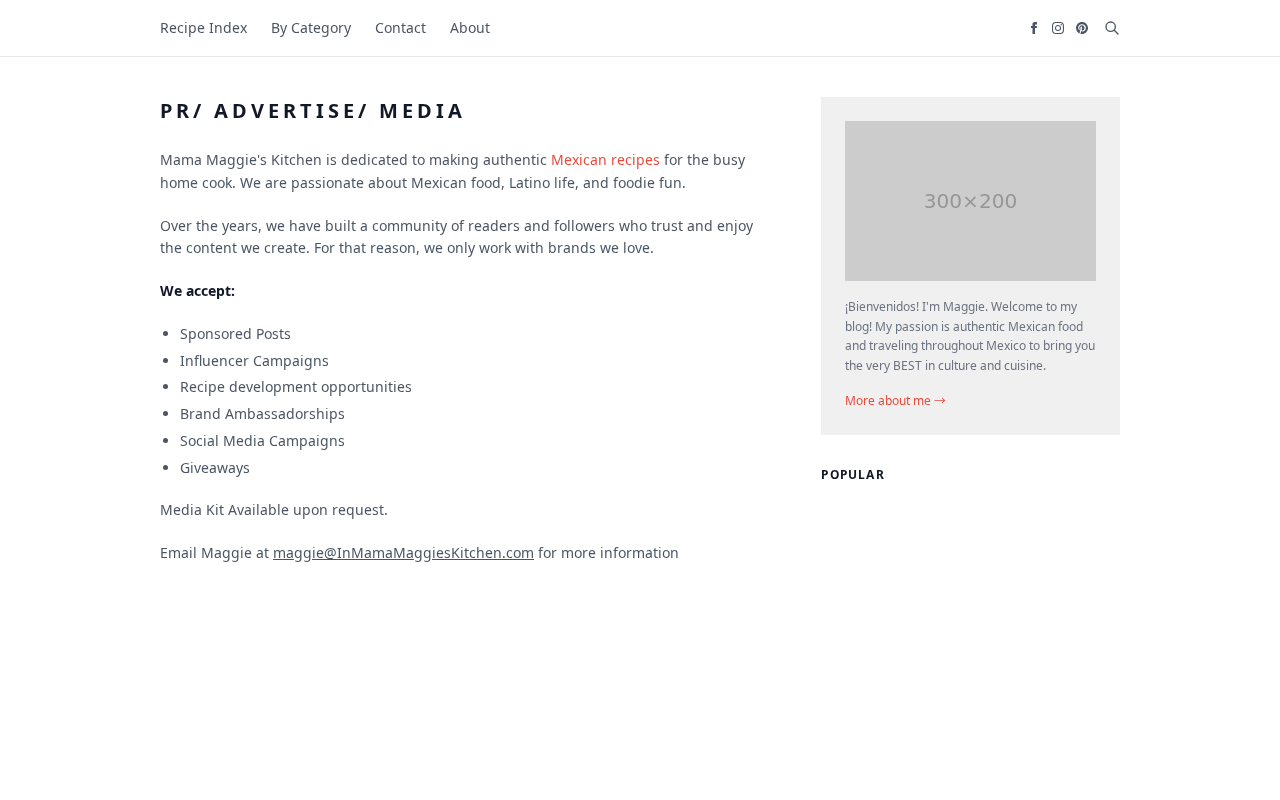 Recipe Index By Category Contact About
PR/ ADVERTISE/ MEDIA
Mama Maggie's Kitchen is dedicated to making authentic Mexican recipes for the busy
home cook. We are passionate about Mexican food, Latino life, and foodie fun.
Over the years, we have built a community of readers and followers who trust and enjoy
the content we create. For that reason, we only work with brands we love.
We accept:
Sponsored Posts
Influencer Campaigns
Recipe development opportunities
Brand Ambassadorships
Social Media Campaigns
Giveaways
Media Kit Available upon request.
Email Maggie at maggie@InMamaMaggiesKitchen.com for more information
300×200
¡Bienvenidos! I'm Maggie. Welcome to my
blog! My passion is authentic Mexican food
and traveling throughout Mexico to bring you
the very BEST in culture and cuisine.
More about me →
POPULAR